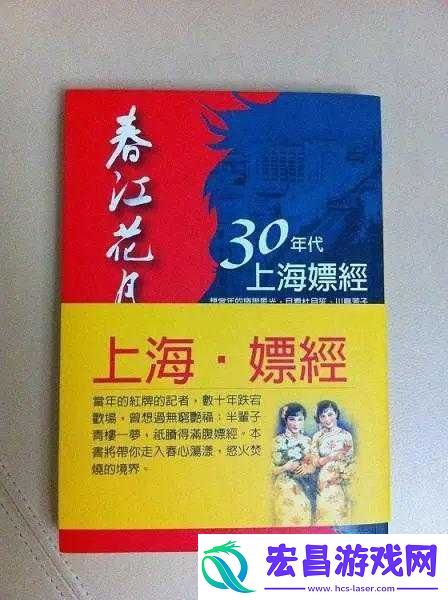 春江花月
30年代
上海嫖經
上海·嫖經
當年的紅牌的記者，數十年跌宕
歡場，曾想過無窮艷福；半輩子
青樓一夢，祇贖得滿腹嫖經。本
書將帶你走入春心蕩漾，慾火焚
燒的境界。
宏昌游戏网
www.hcs-laser.com